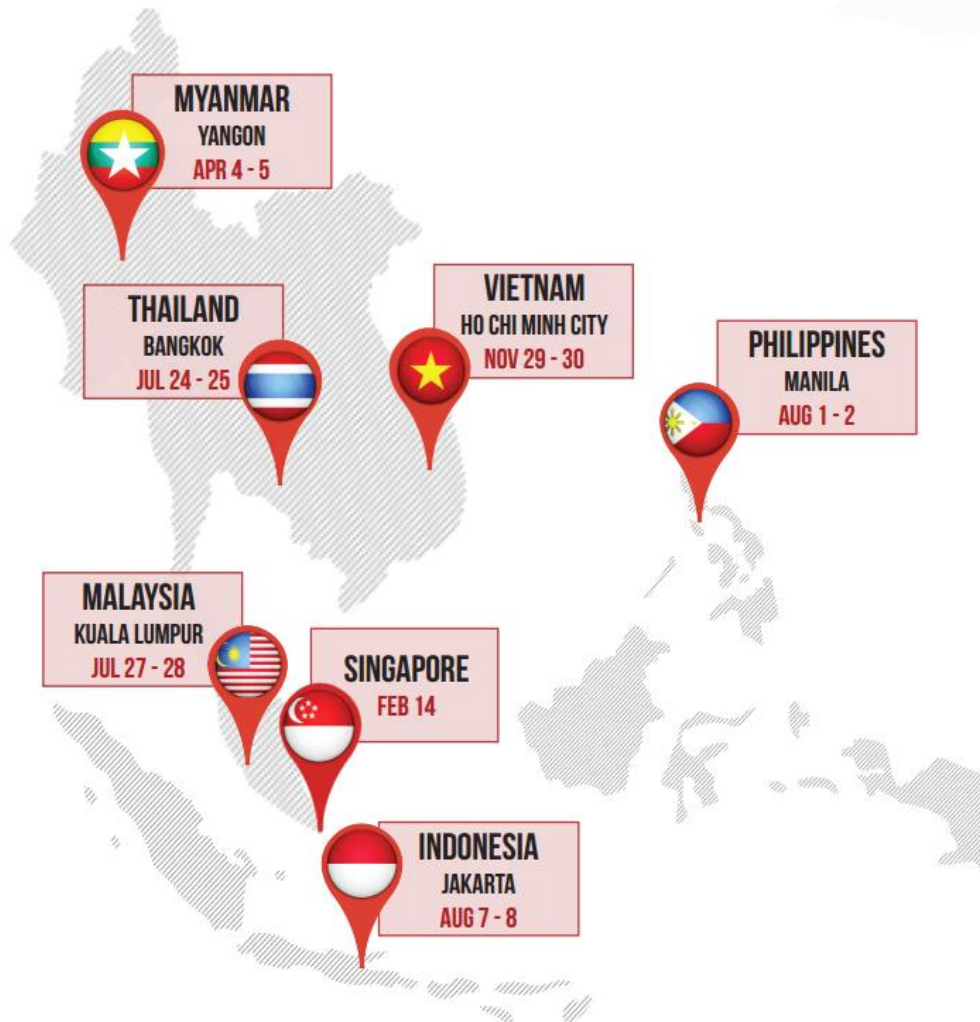 MYANMAR
YANGON
APR 4 - 5
THAILAND
BANGKOK
JUL 24 - 25
VIETNAM
HO CHI MINH CITY
NOV 29 - 30
PHILIPPINES
MANILA
AUG 1 - 2
MALAYSIA
KUALA LUMPUR
JUL 27 - 28
SINGAPORE
FEB 14
INDONESIA
JAKARTA
AUG 7 - 8